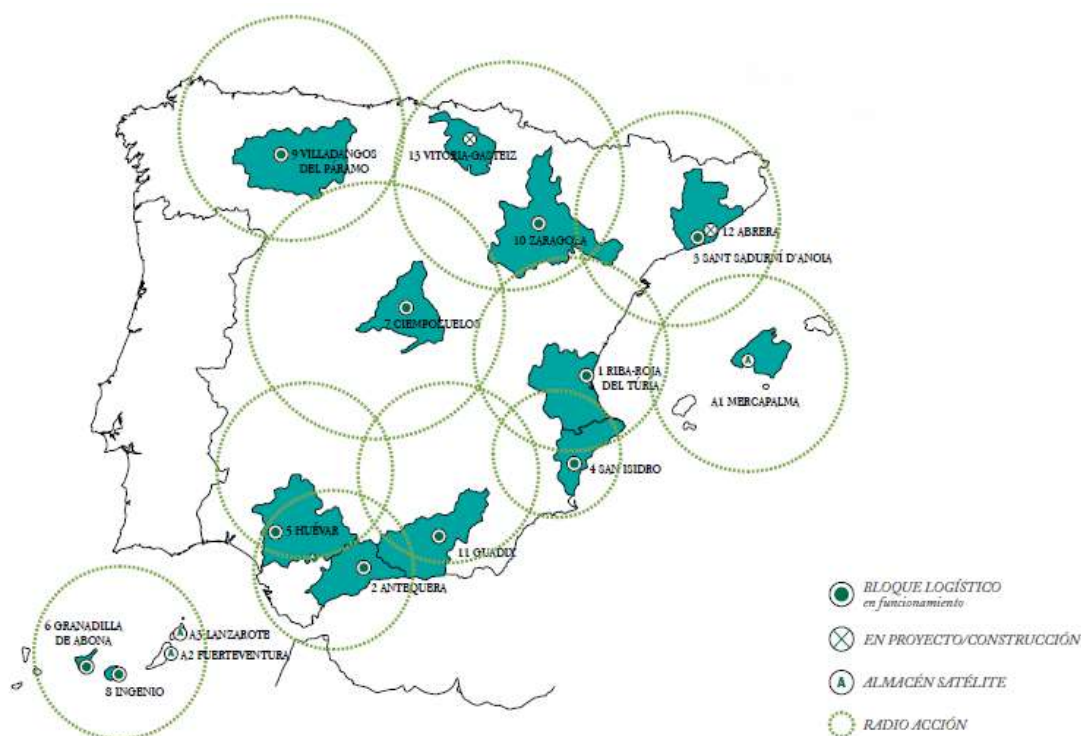 9 VILLADANGOS
DEL PÁRAMO
13 VITORIA-GASTEIZ
10 ZARAGOZA
12 ABRERA
3 SANT SADURNÍ D'ANOIA
7 CIEMPOZUELOS
1 RIBA-ROJA
DEL TÚRIA
A1 MERCAPALMA
4 SAN ISIDRO
5 HUÉVAR
11 GUADIX
2 ANTEQUERA
6 GRANADILLA
DE ABONA
A3 LANZAROTE
A2 FUERTEVENTURA
8 INGENIO
BLOQUE LOGÍSTICO
en funcionamiento
EN PROYECTO/CONSTRUCCIÓN
A
ALMACÉN SATÉLITE
RADIO ACCIÓN